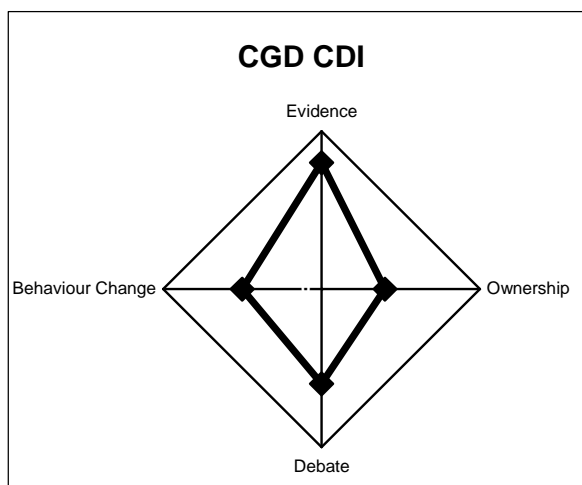 CGD CDI
Evidence
Behaviour Change
Ownership
Debate